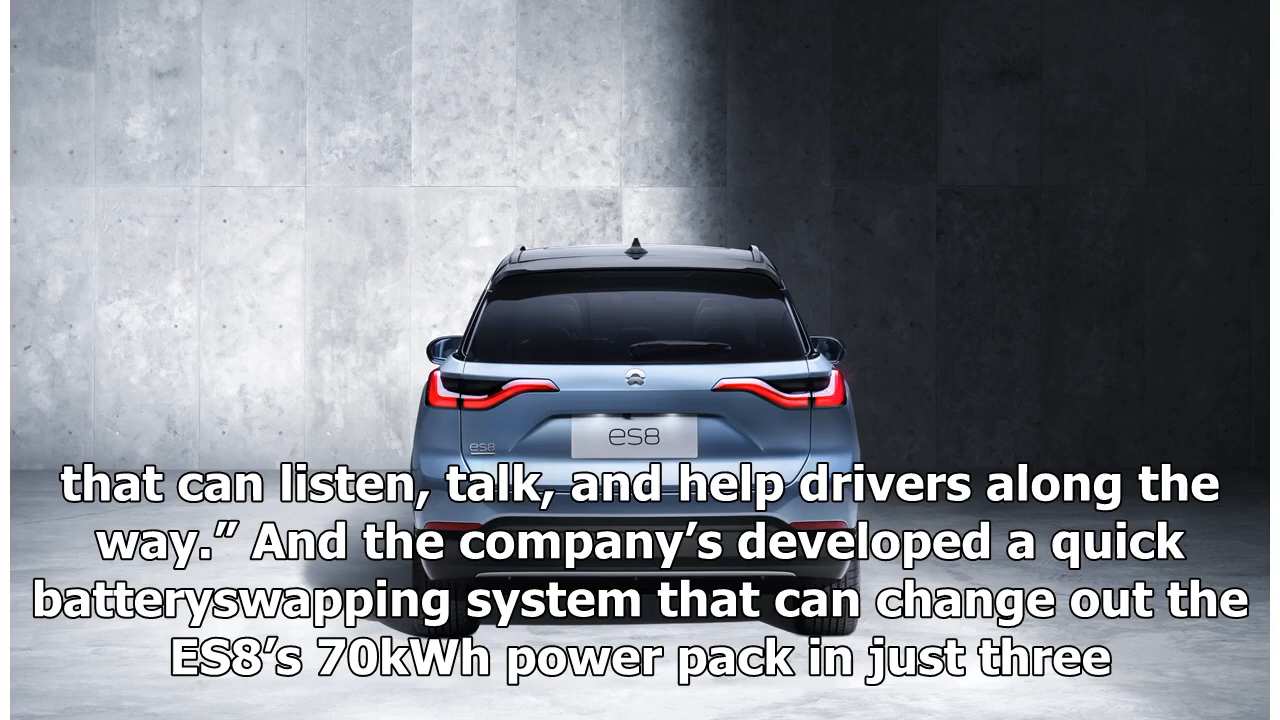 es8
es8
that can listen, talk, and help drivers along the
way.” And the company’s developed a quick
batteryswapping system that can change out the
ES8’s 70kWh power pack in just three